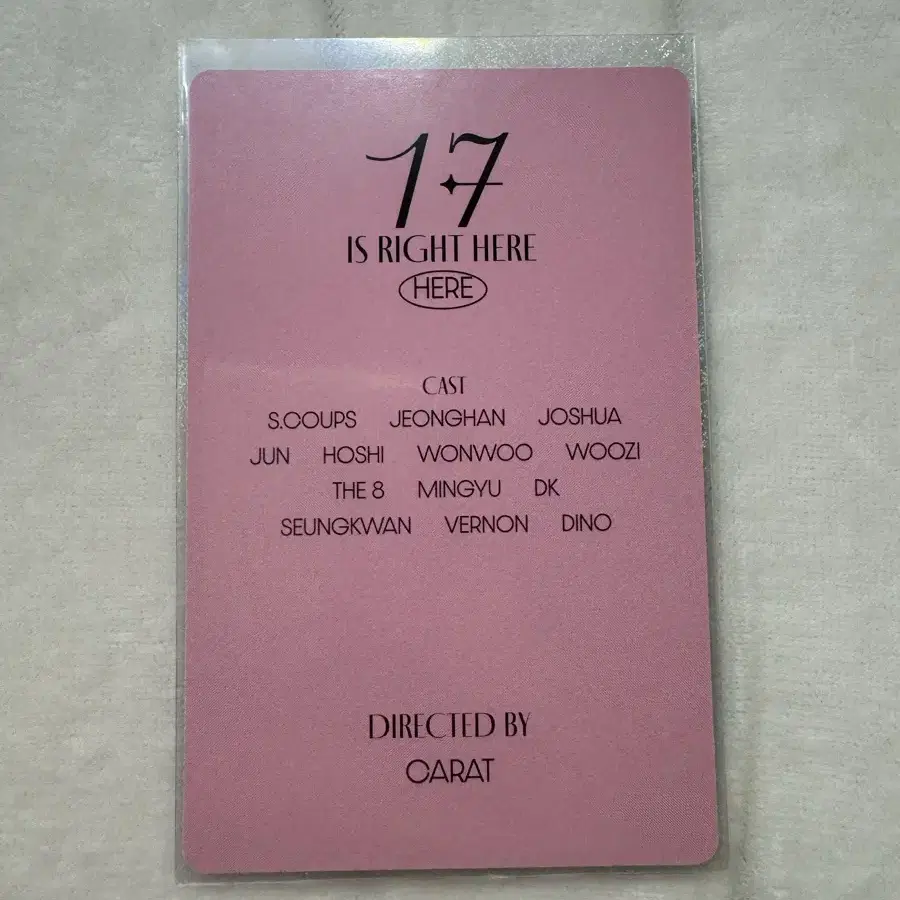 17
IS RIGHT HERE
HERE
CAST
S.COUPS JEONGHAN JOSHUA
JUN HOSHI WONWOO WOOZI
THE 8 MINGYU DK
SEUNGKWAN VERNON DINO
DIRECTED BY
CARAT